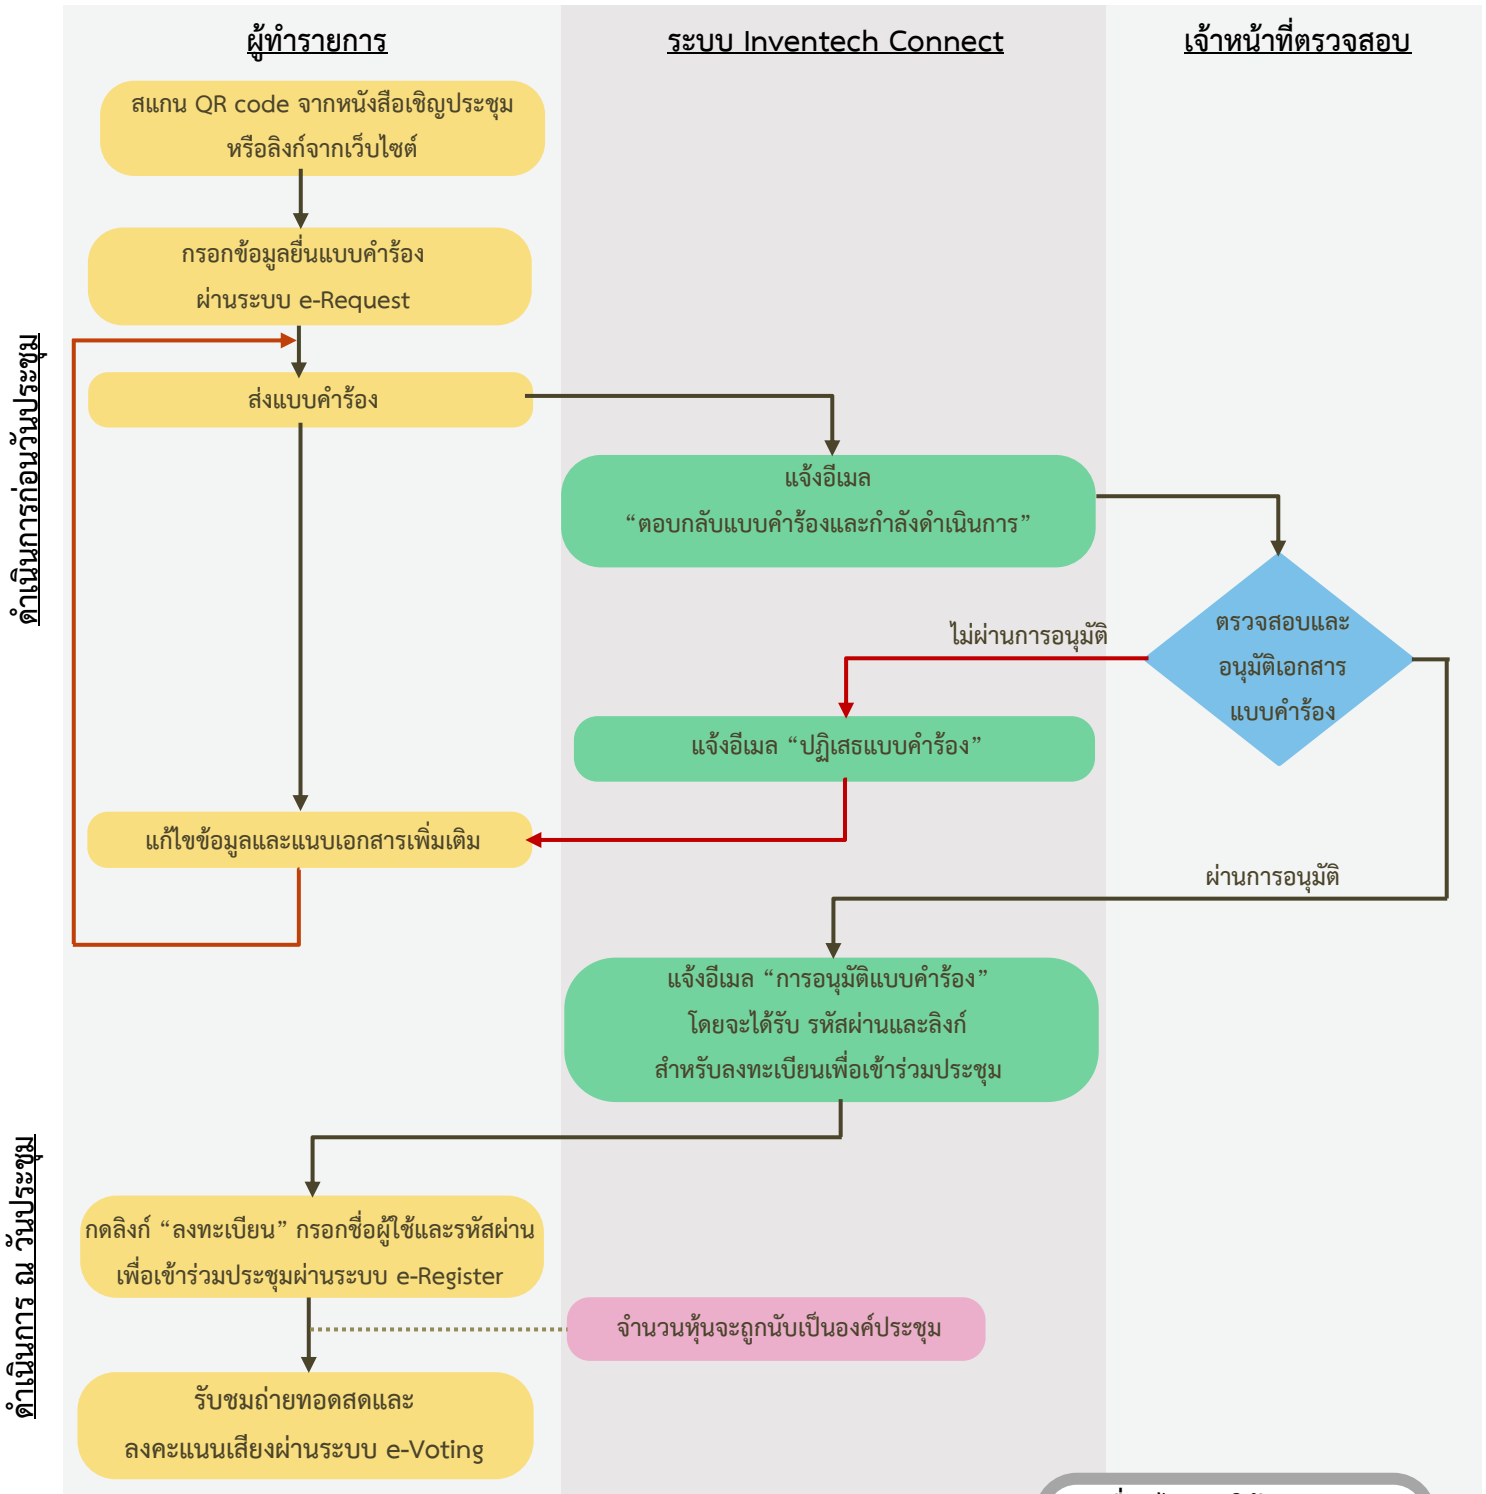 ผู้ทำรายการ
ระบบ Inventech Connect
เจ้าหน้าที่ตรวจสอบ
ดำเนินการก่อนวันประชุม
สแกน QR code จากหนังสือเชิญประชุม
หรือลิงก์จากเว็บไซต์
กรอกข้อมูลยื่นแบบคำร้อง
ผ่านระบบ e-Request
ส่งแบบคำร้อง
แจ้งอีเมล
“ตอบกลับแบบคำร้องและกำลังดำเนินการ”
ตรวจสอบและ
อนุมัติเอกสาร
แบบคำร้อง
ไม่ผ่านการอนุมัติ
แจ้งอีเมล “ปฏิเสธแบบคำร้อง”
แก้ไขข้อมูลและแนบเอกสารเพิ่มเติม
ผ่านการอนุมัติ
แจ้งอีเมล “การอนุมัติแบบคำร้อง”
โดยจะได้รับ รหัสผ่านและลิงก์
สำหรับลงทะเบียนเพื่อเข้าร่วมประชุม
ดำเนินการ ณ วันประชุม
กดลิงก์ “ลงทะเบียน” กรอกชื่อผู้ใช้และรหัสผ่าน
เพื่อเข้าร่วมประชุมผ่านระบบ e-Register
จำนวนหุ้นจะถูกนับเป็นองค์ประชุม
รับชมถ่ายทอดสดและ
ลงคะแนนเสียงผ่านระบบ e-Voting